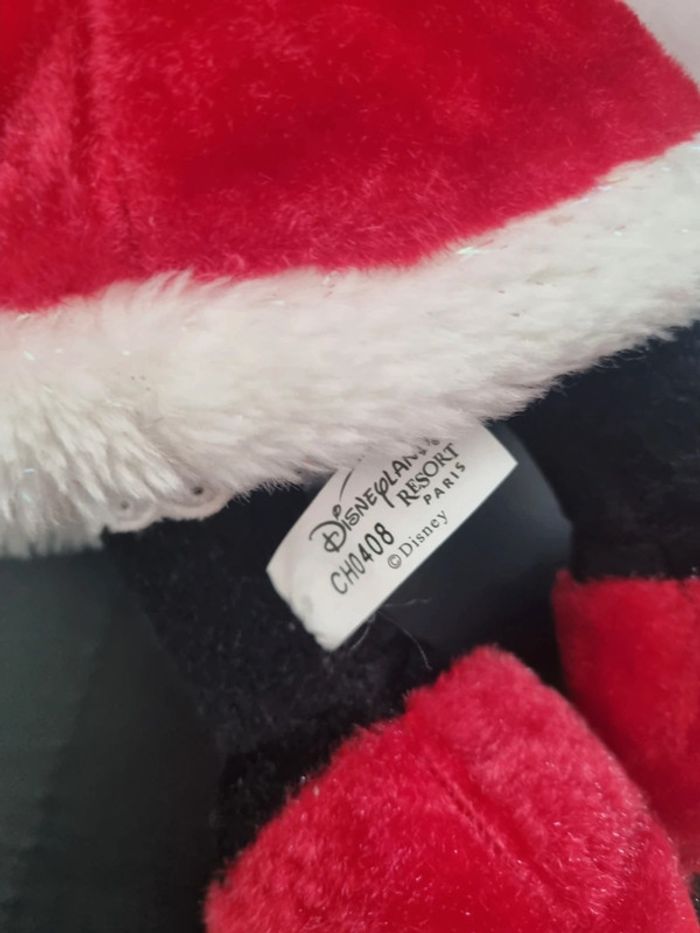 DISNEYLAND
RESORT
PARIS
CH0408
©Disney